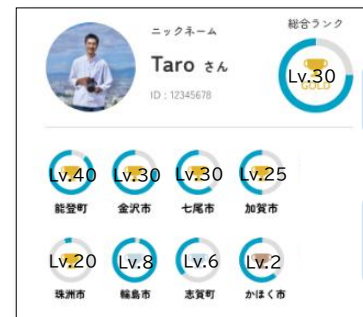 ニックネーム
総合ランク
Taro さん
Lv.30
GOLD
ID : 12345678
Lv.40 Lv.30 Lv.30 Lv.25
能登町 金沢市 七尾市 加賀市
Lv.20 Lv.8 Lv.6 Lv.2
珠洲市 輪島市 志賀町 かほく市